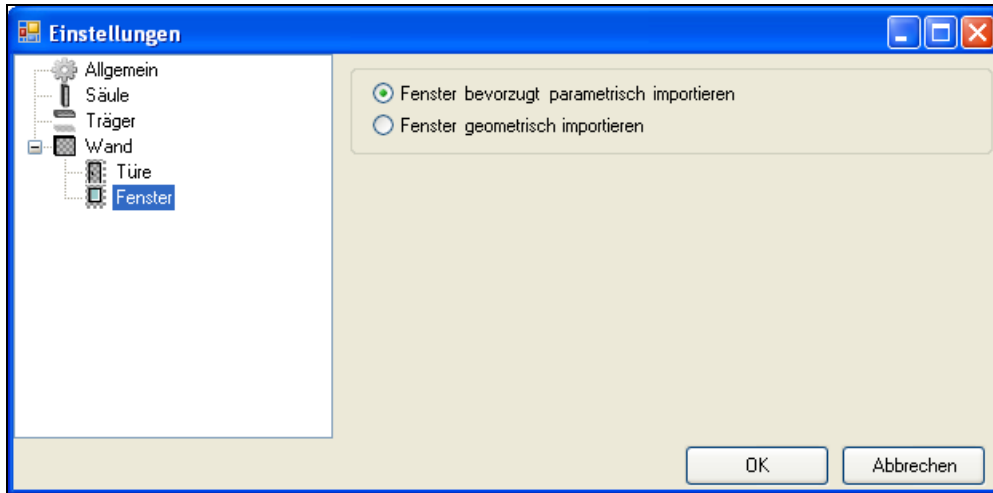 Einstellungen
Allgemein
Säule
Träger
Wand
Türe
Fenster
Fenster bevorzugt parametrisch importieren
Fenster geometrisch importieren
OK
Abbrechen